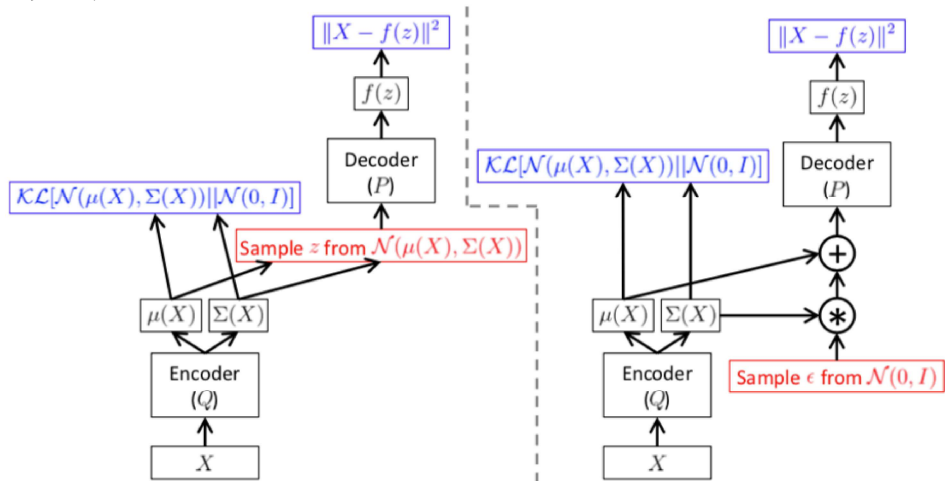 ‖X − f(z)‖²
f(z)
Decoder
(P)
𝒦ℒ[𝒩(μ(X), Σ(X))||𝒩(0, I)]
Sample z from 𝒩(μ(X), Σ(X))
μ(X)
Σ(X)
Encoder
(Q)
X
‖X − f(z)‖²
f(z)
Decoder
(P)
𝒦ℒ[𝒩(μ(X), Σ(X))||𝒩(0, I)]
+
μ(X)
Σ(X)
*
Encoder
(Q)
Sample ϵ from 𝒩(0, I)
X